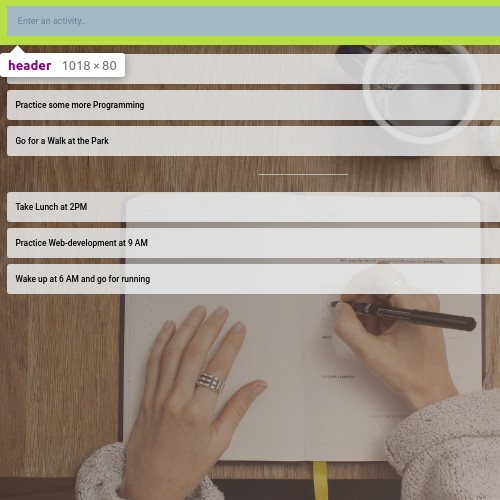 Enter an activity..
header 1018 × 80
Practice some more Programming
Go for a Walk at the Park
Take Lunch at 2PM
Practice Web-development at 9 AM
Wake up at 6 AM and go for running